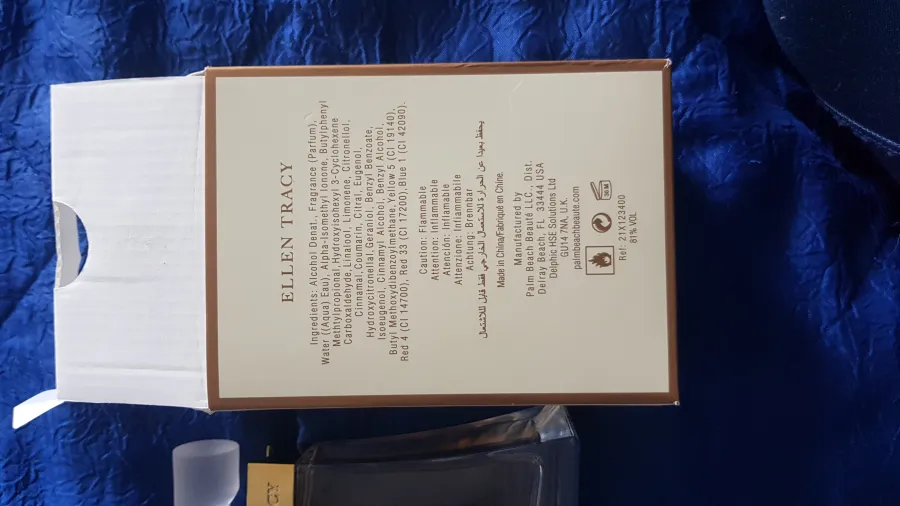 ELLEN TRACY
Ingredients: Alcohol Denat., Fragrance (Parfum),
Water ((Aqua) Eau), Alpha-Isomethyl Ionone, Butylphenyl
Methtylpropional, Hydroxyisohexyl 3-Cyclohexene
Carboxaldehyde, Linalool, Limonene, Citronellol,
Cinnamal, Coumarin, Citral, Eugenol,
Hydroxycitronellal, Geraniol, Benzyl Benzoate,
Isoeugenol, Cinnamyl Alcohol, Benzyl Alcohol,
Butyl Methoxydibenzoylmethane, Yellow 5 (CI 19140),
Red 4 (CI 14700), Red 33 (CI 17200), Blue 1 (CI 42090).
Caution: Flammable
Attention: Inflammable
Atención: Inflamable
Attenzione: Infiammabile
Achtung: Brennbar
يحفظ بعيدا عن الحرارة للاستعمال الخارجي فقط قابل للاشتعال
Made in China/Fabriqué en Chine.
Manufactured by
Palm Beach Beauté LLC., Dist.
Delray Beach, FL 33444 USA
Delphic HSE Solutions Ltd
GU14 7NA, U.K.
palmbeachbeaute.com
36M
Ref: 21X123400
81% VOL